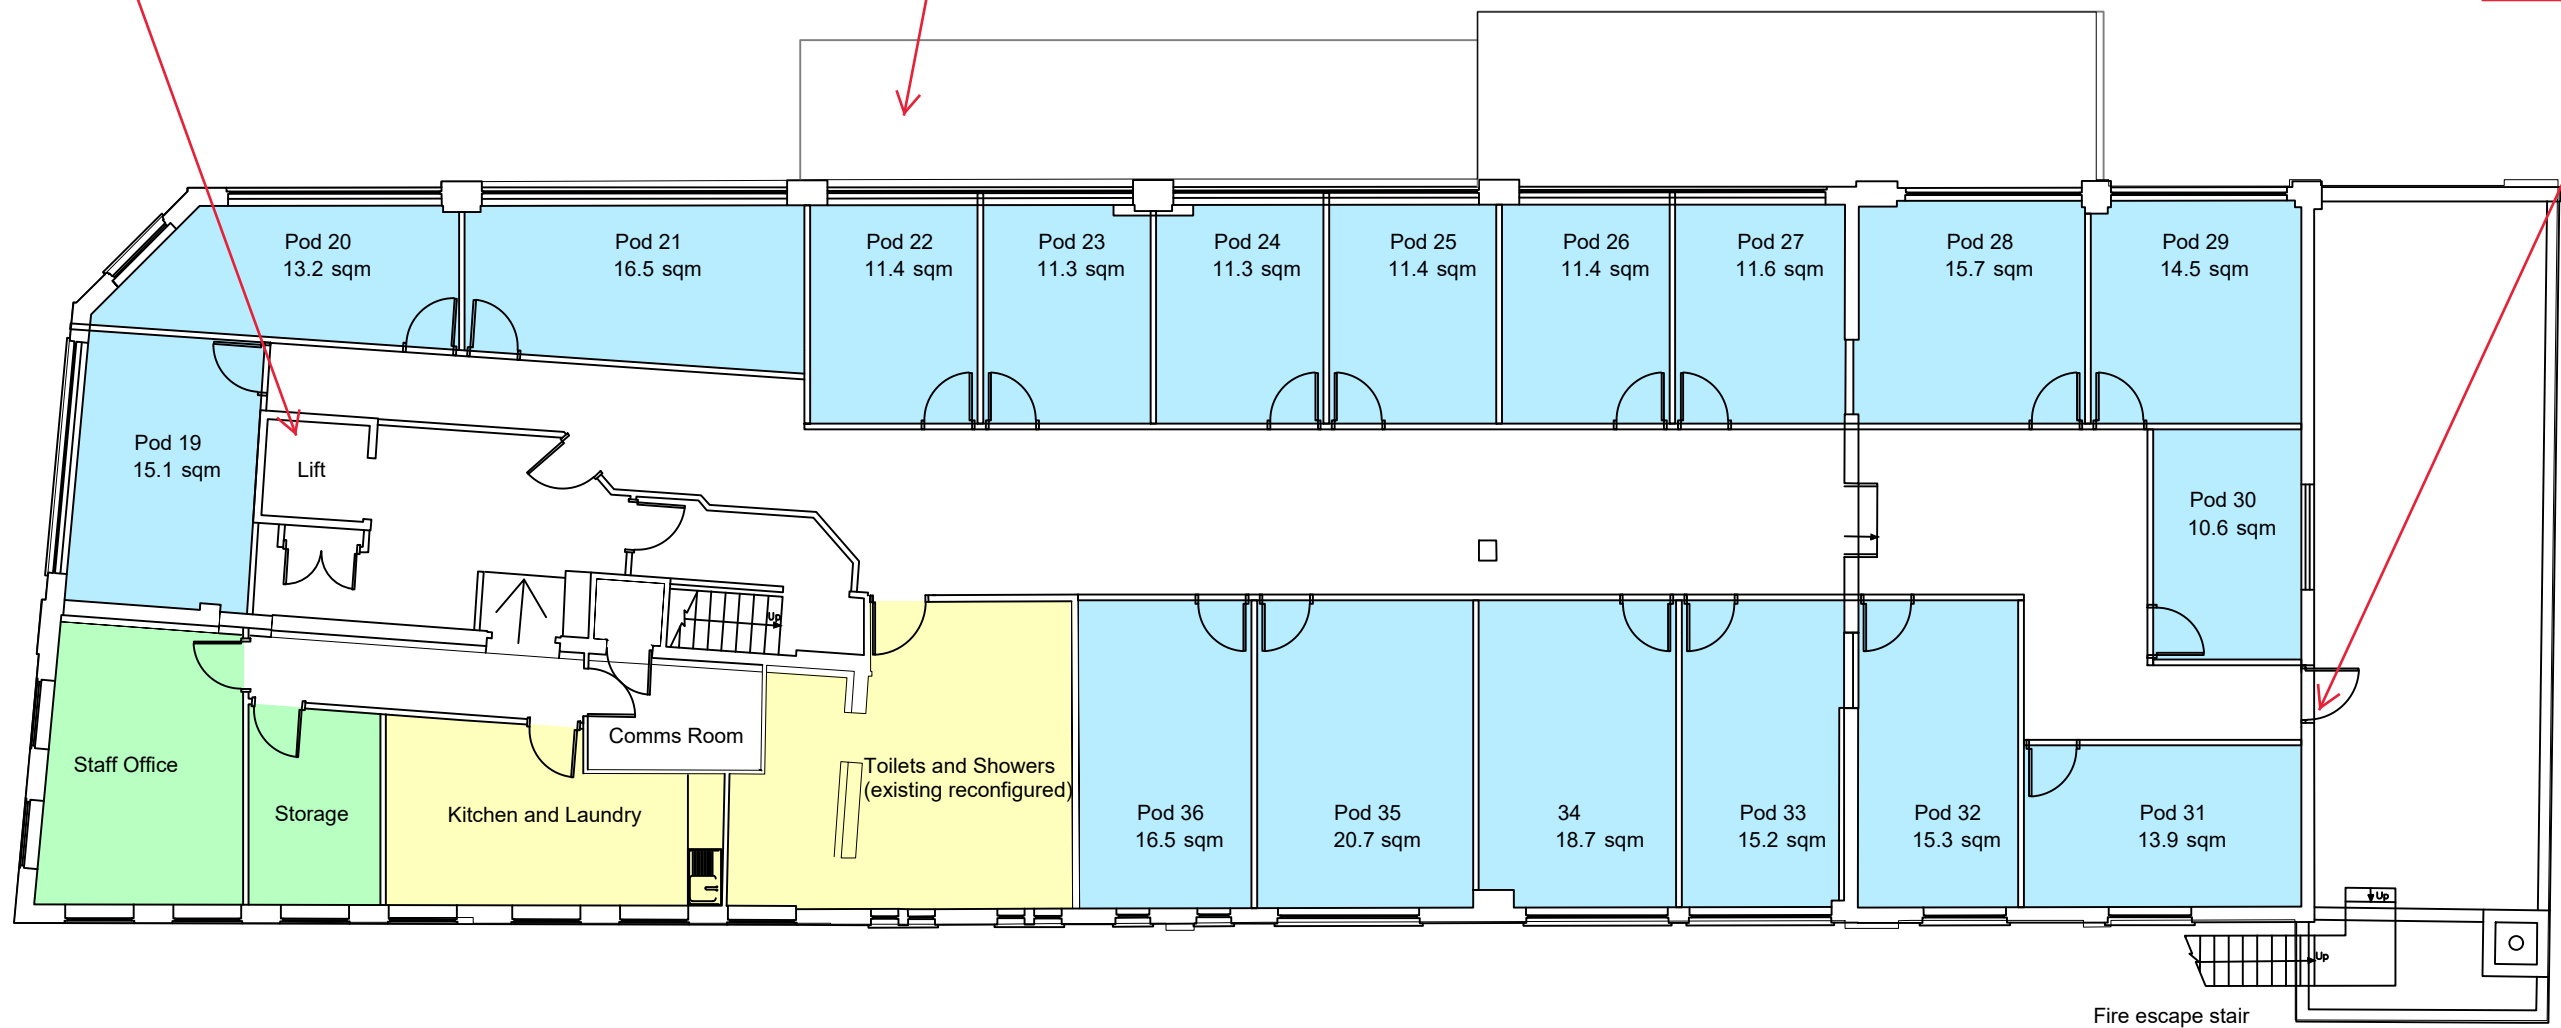 Pod 20
13.2 sqm
Pod 21
16.5 sqm
Pod 22
11.4 sqm
Pod 23
11.3 sqm
Pod 24
11.3 sqm
Pod 25
11.4 sqm
Pod 26
11.4 sqm
Pod 27
11.6 sqm
Pod 28
15.7 sqm
Pod 29
14.5 sqm
Pod 19
15.1 sqm
Lift
Pod 30
10.6 sqm
Up
Staff Office
Storage
Kitchen and Laundry
Comms Room
Toilets and Showers
(existing reconfigured)
Pod 36
16.5 sqm
Pod 35
20.7 sqm
34
18.7 sqm
Pod 33
15.2 sqm
Pod 32
15.3 sqm
Pod 31
13.9 sqm
Up
Up
Fire escape stair